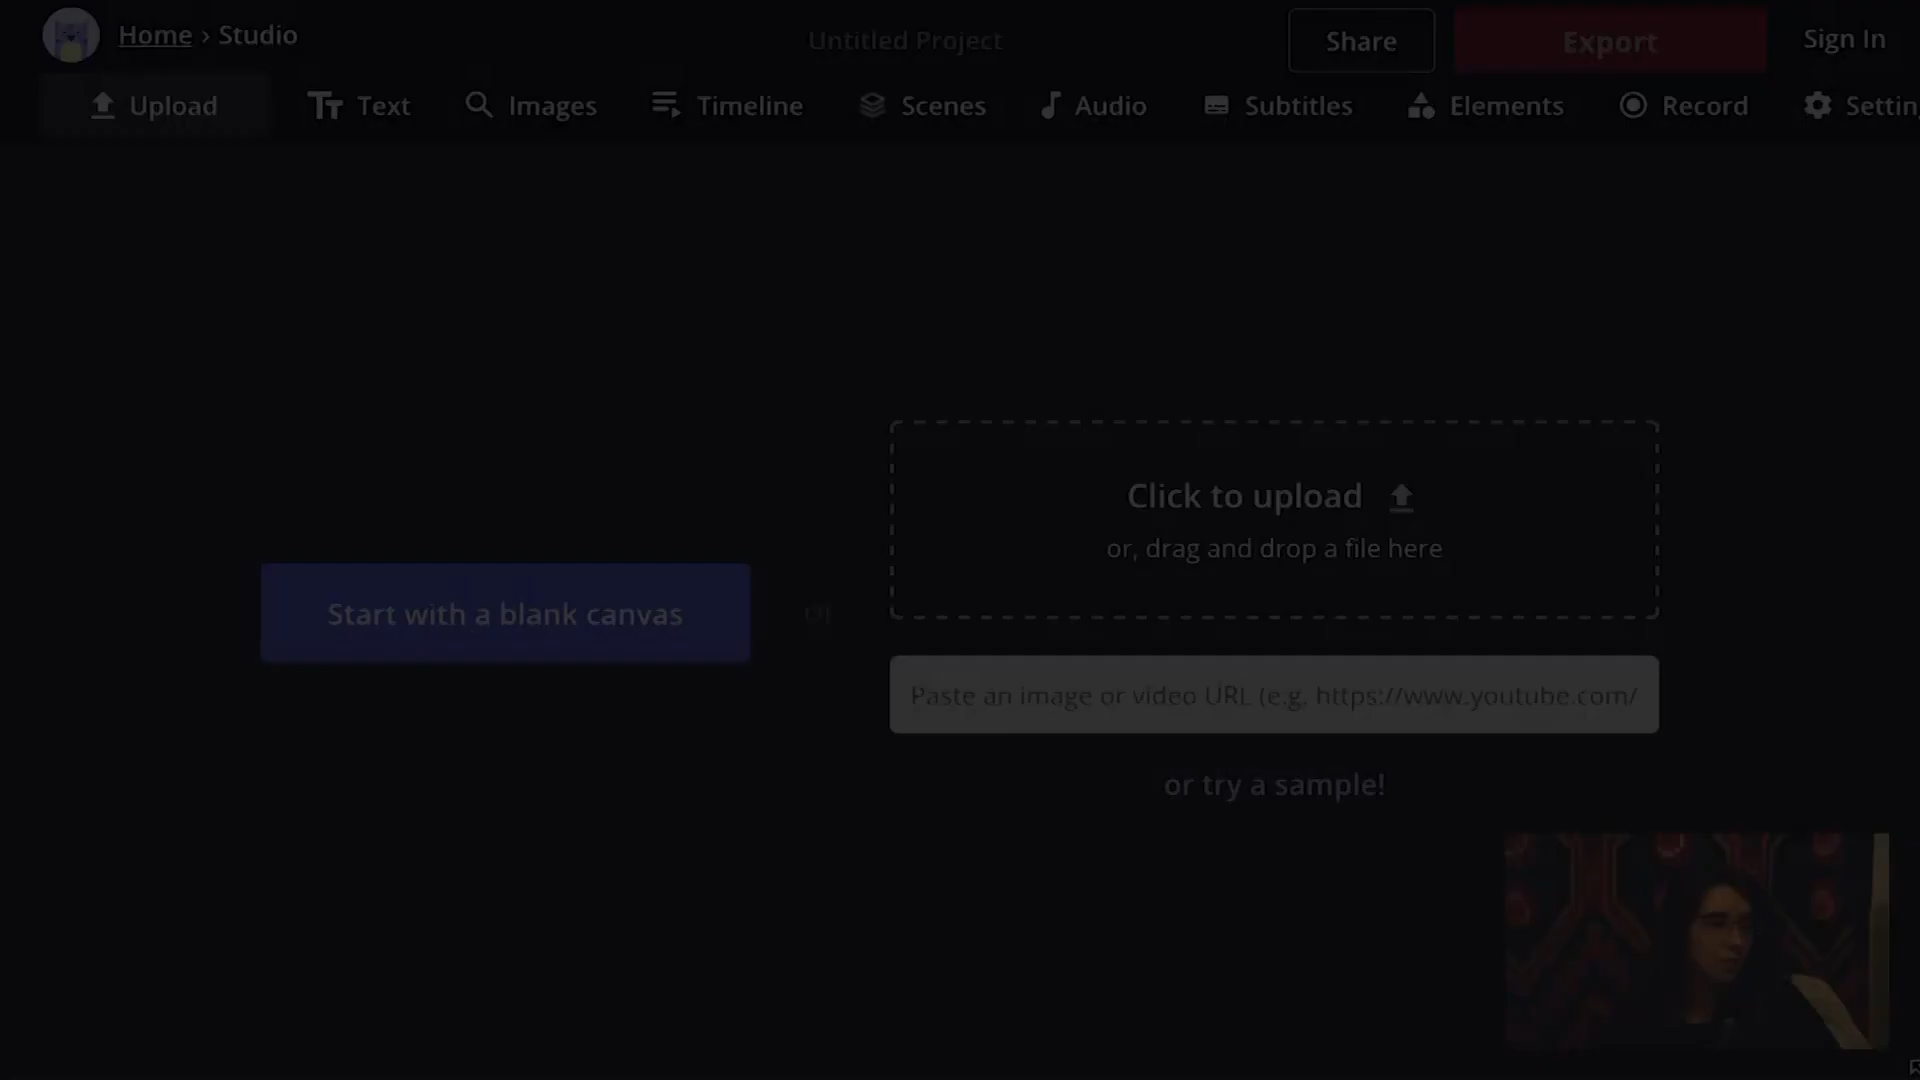 Home › Studio
Untitled Project
Share
Export
Sign In
Upload
Text
Images
Timeline
Scenes
Audio
Subtitles
Elements
Record
Settin
Click to upload
or, drag and drop a file here
Start with a blank canvas
or
Paste an image or video URL (e.g. https://www.youtube.com/
or try a sample!